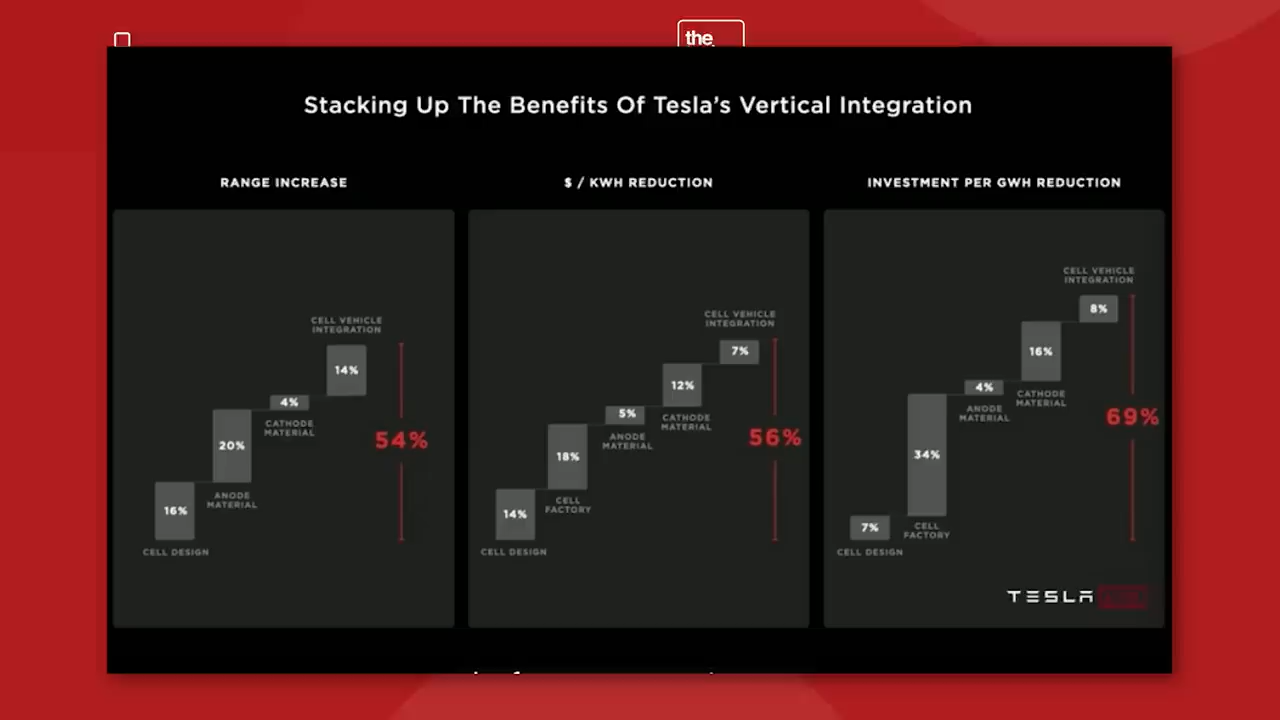 the
Stacking Up The Benefits Of Tesla's Vertical Integration
RANGE INCREASE
CELL VEHICLE
INTEGRATION
14%
4%
CATHODE
MATERIAL
20%
ANODE
MATERIAL
16%
CELL DESIGN
54%
$ / KWH REDUCTION
CELL VEHICLE
INTEGRATION
7%
12%
CATHODE
MATERIAL
5%
ANODE
MATERIAL
18%
CELL
FACTORY
14%
CELL DESIGN
56%
INVESTMENT PER GWH REDUCTION
CELL VEHICLE
INTEGRATION
8%
16%
CATHODE
MATERIAL
4%
ANODE
MATERIAL
34%
CELL
FACTORY
7%
CELL DESIGN
69%
TESLA